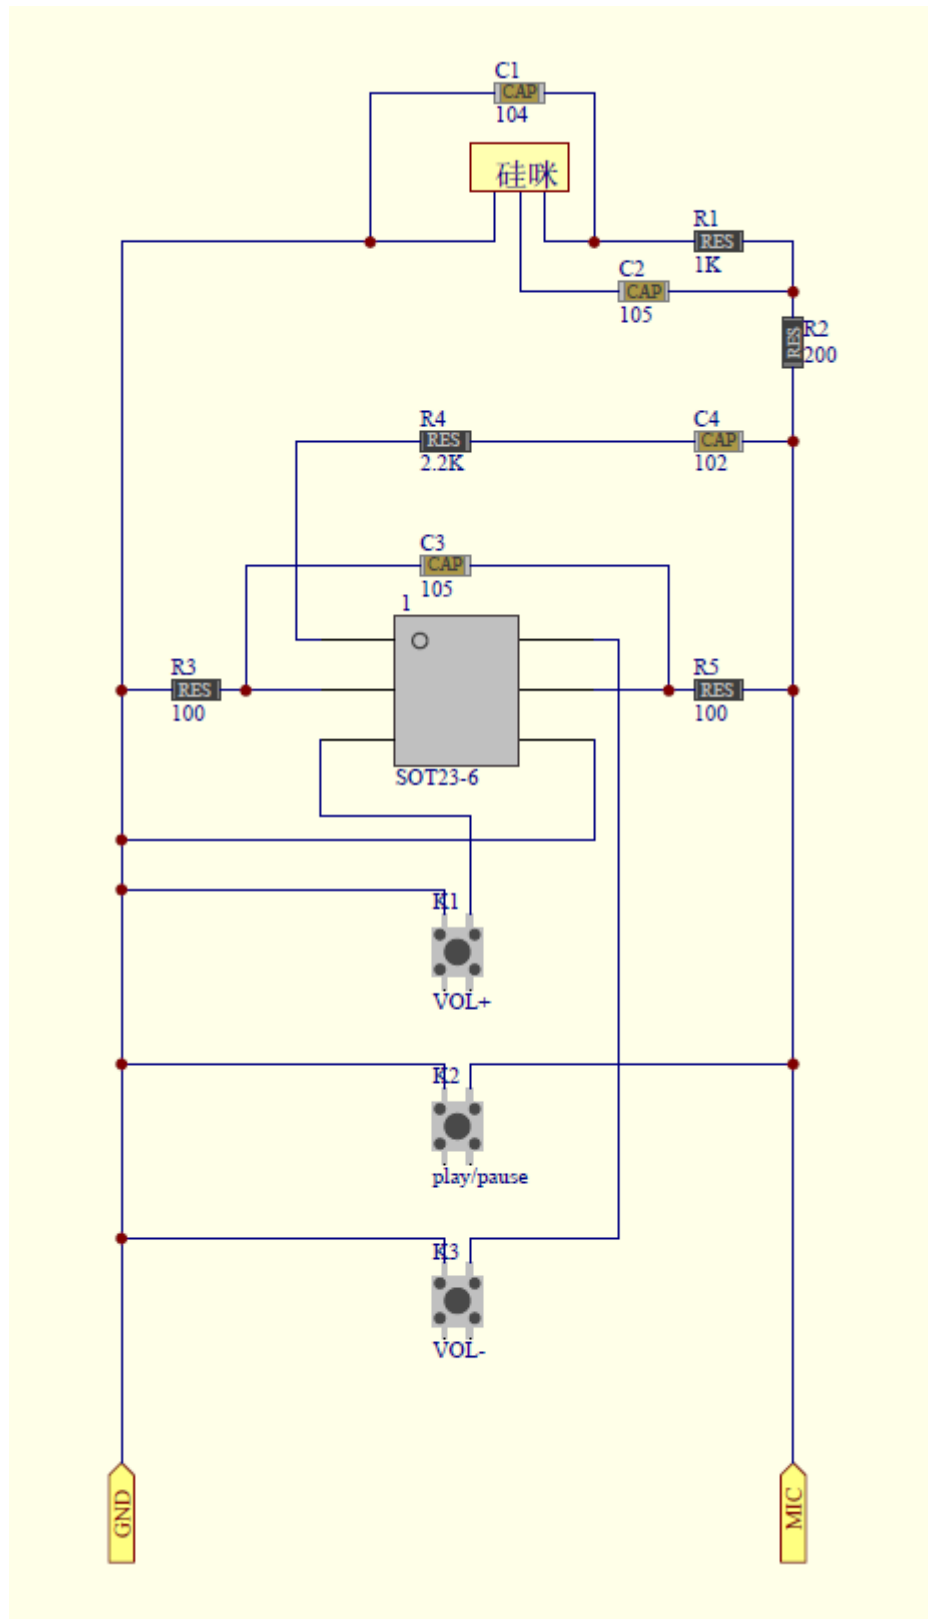 C1
CAP
104
硅咪
R1
RES
1K
C2
CAP
105
R2
RES
200
R4
RES
2.2K
C4
CAP
102
C3
CAP
105
1
R3
RES
100
R5
RES
100
SOT23-6
K1
VOL+
K2
play/pause
K3
VOL-
GND
MIC